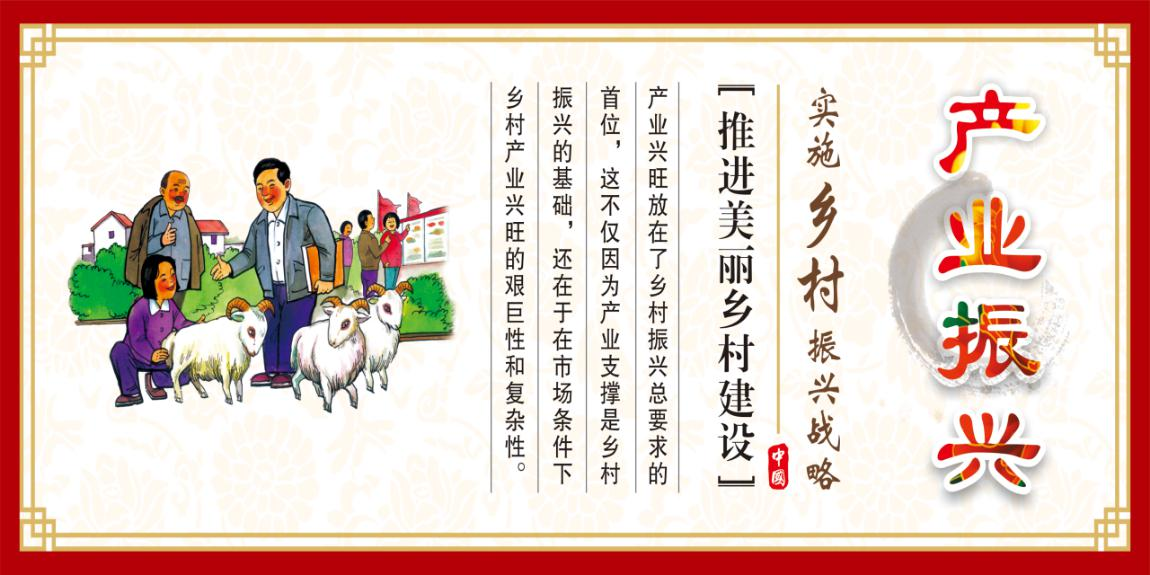 产业振兴
实施乡村振兴战略
中國
【推进美丽乡村建设】
产业兴旺放在了乡村振兴总要求的
首位，这不仅因为产业支撑是乡村
振兴的基础，还在于在市场条件下
乡村产业兴旺的艰巨性和复杂性。